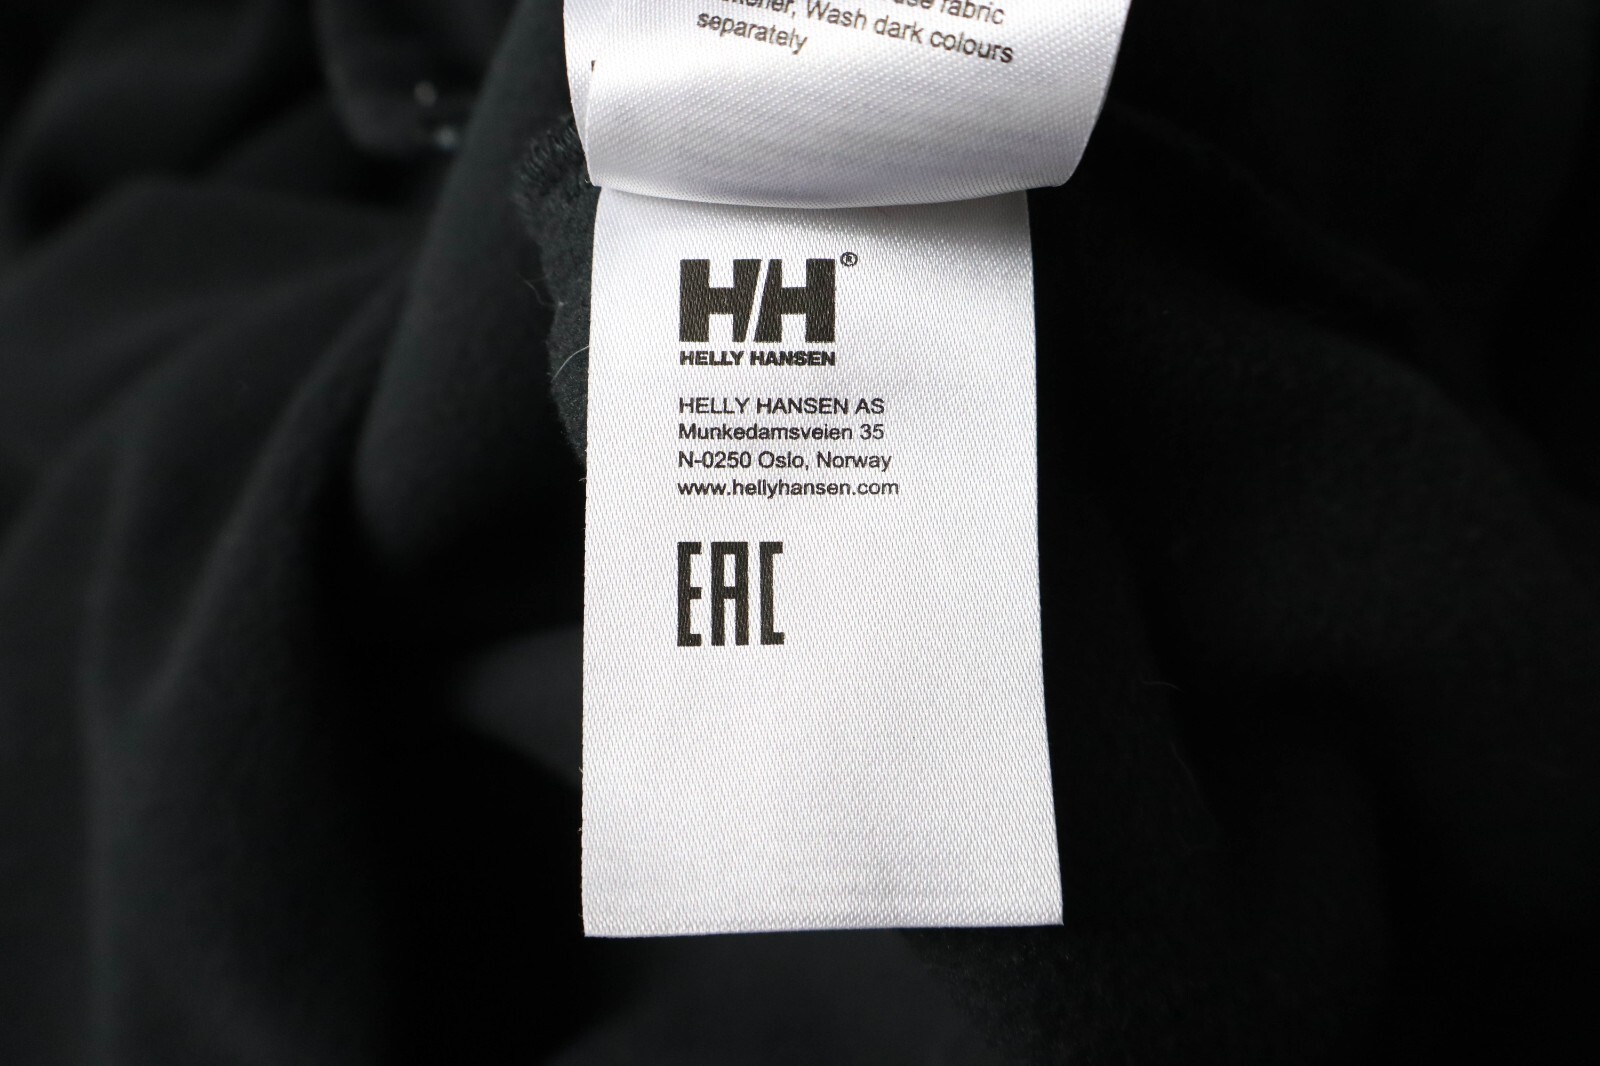 fabric
Wash dark colours
separately
HH®
HELLY HANSEN
HELLY HANSEN AS
Munkedamsveien 35
N-0250 Oslo, Norway
www.hellyhansen.com
EAC